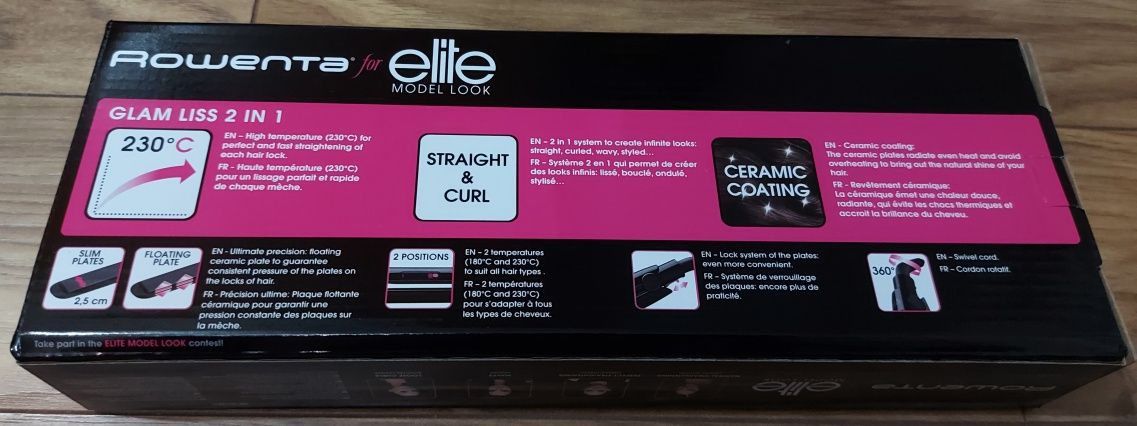 Rowenta for elite
MODEL LOOK
GLAM LISS 2 IN 1
230°C
EN – High temperature (230°C) for
perfect and fast straightening of
each hair lock.
FR – Haute température (230°C)
pour un lissage parfait et rapide
de chaque mèche.
STRAIGHT
&
CURL
EN – 2 in 1 system to create infinite looks:
straight, curled, wavy, styled...
FR – Système 2 en 1 qui permet de créer
des looks infinis: lissé, bouclé, ondulé,
stylisé...
CERAMIC
COATING
EN - Ceramic coating:
The ceramic plates radiate even heat and avoid
overheating to bring out the natural shine of your
hair.
FR - Revêtement céramique:
La céramique émet une chaleur douce,
radiante, qui évite les chocs thermiques et
accroit la brillance du cheveu.
SLIM
PLATES
2,5 cm
FLOATING
PLATE
EN - Ultimate precision: floating
ceramic plate to guarantee
consistent pressure of the plates on
the locks of hair.
FR - Précision ultime: Plaque flottante
céramique pour garantir une
pression constante des plaques sur
la mèche.
2 POSITIONS
EN – 2 temperatures
(180°C and 230°C)
to suit all hair types .
FR – 2 températures
(180°C and 230°C)
pour s'adapter à tous
les types de cheveux.
EN – Lock system of the plates:
even more convenient.
FR – Système de verrouillage
des plaques: encore plus de
praticité.
360°
EN – Swivel cord.
FR – Cordon rotatif.
Take part in the ELITE MODEL LOOK contest!
elite
Rowenta